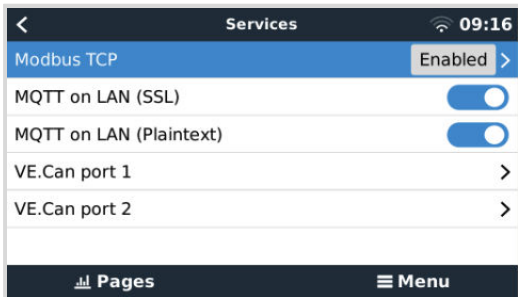 Services 09:16
Modbus TCP Enabled
MQTT on LAN (SSL)
MQTT on LAN (Plaintext)
VE.Can port 1
VE.Can port 2
Pages Menu